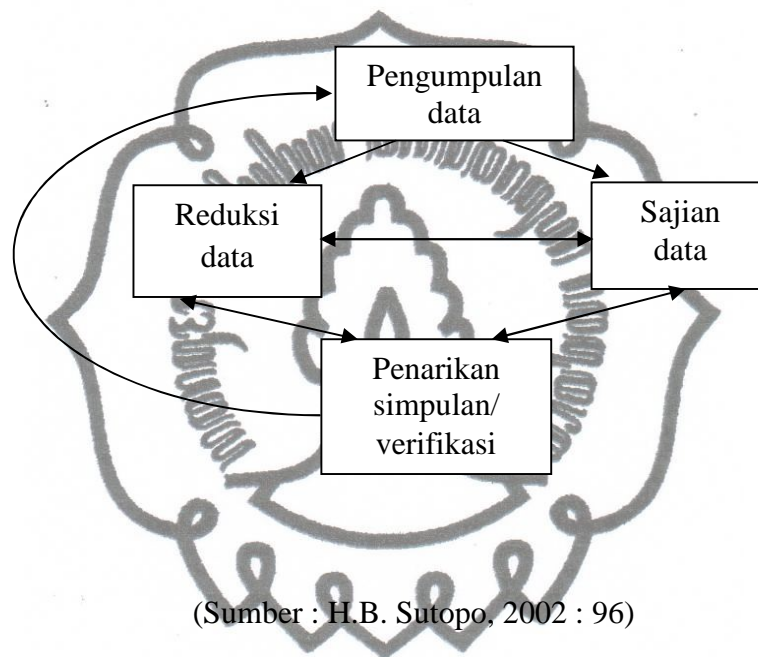 Pengumpulan
data
Reduksi
data
Sajian
data
Penarikan
simpulan/
verifikasi
(Sumber : H.B. Sutopo, 2002 : 96)